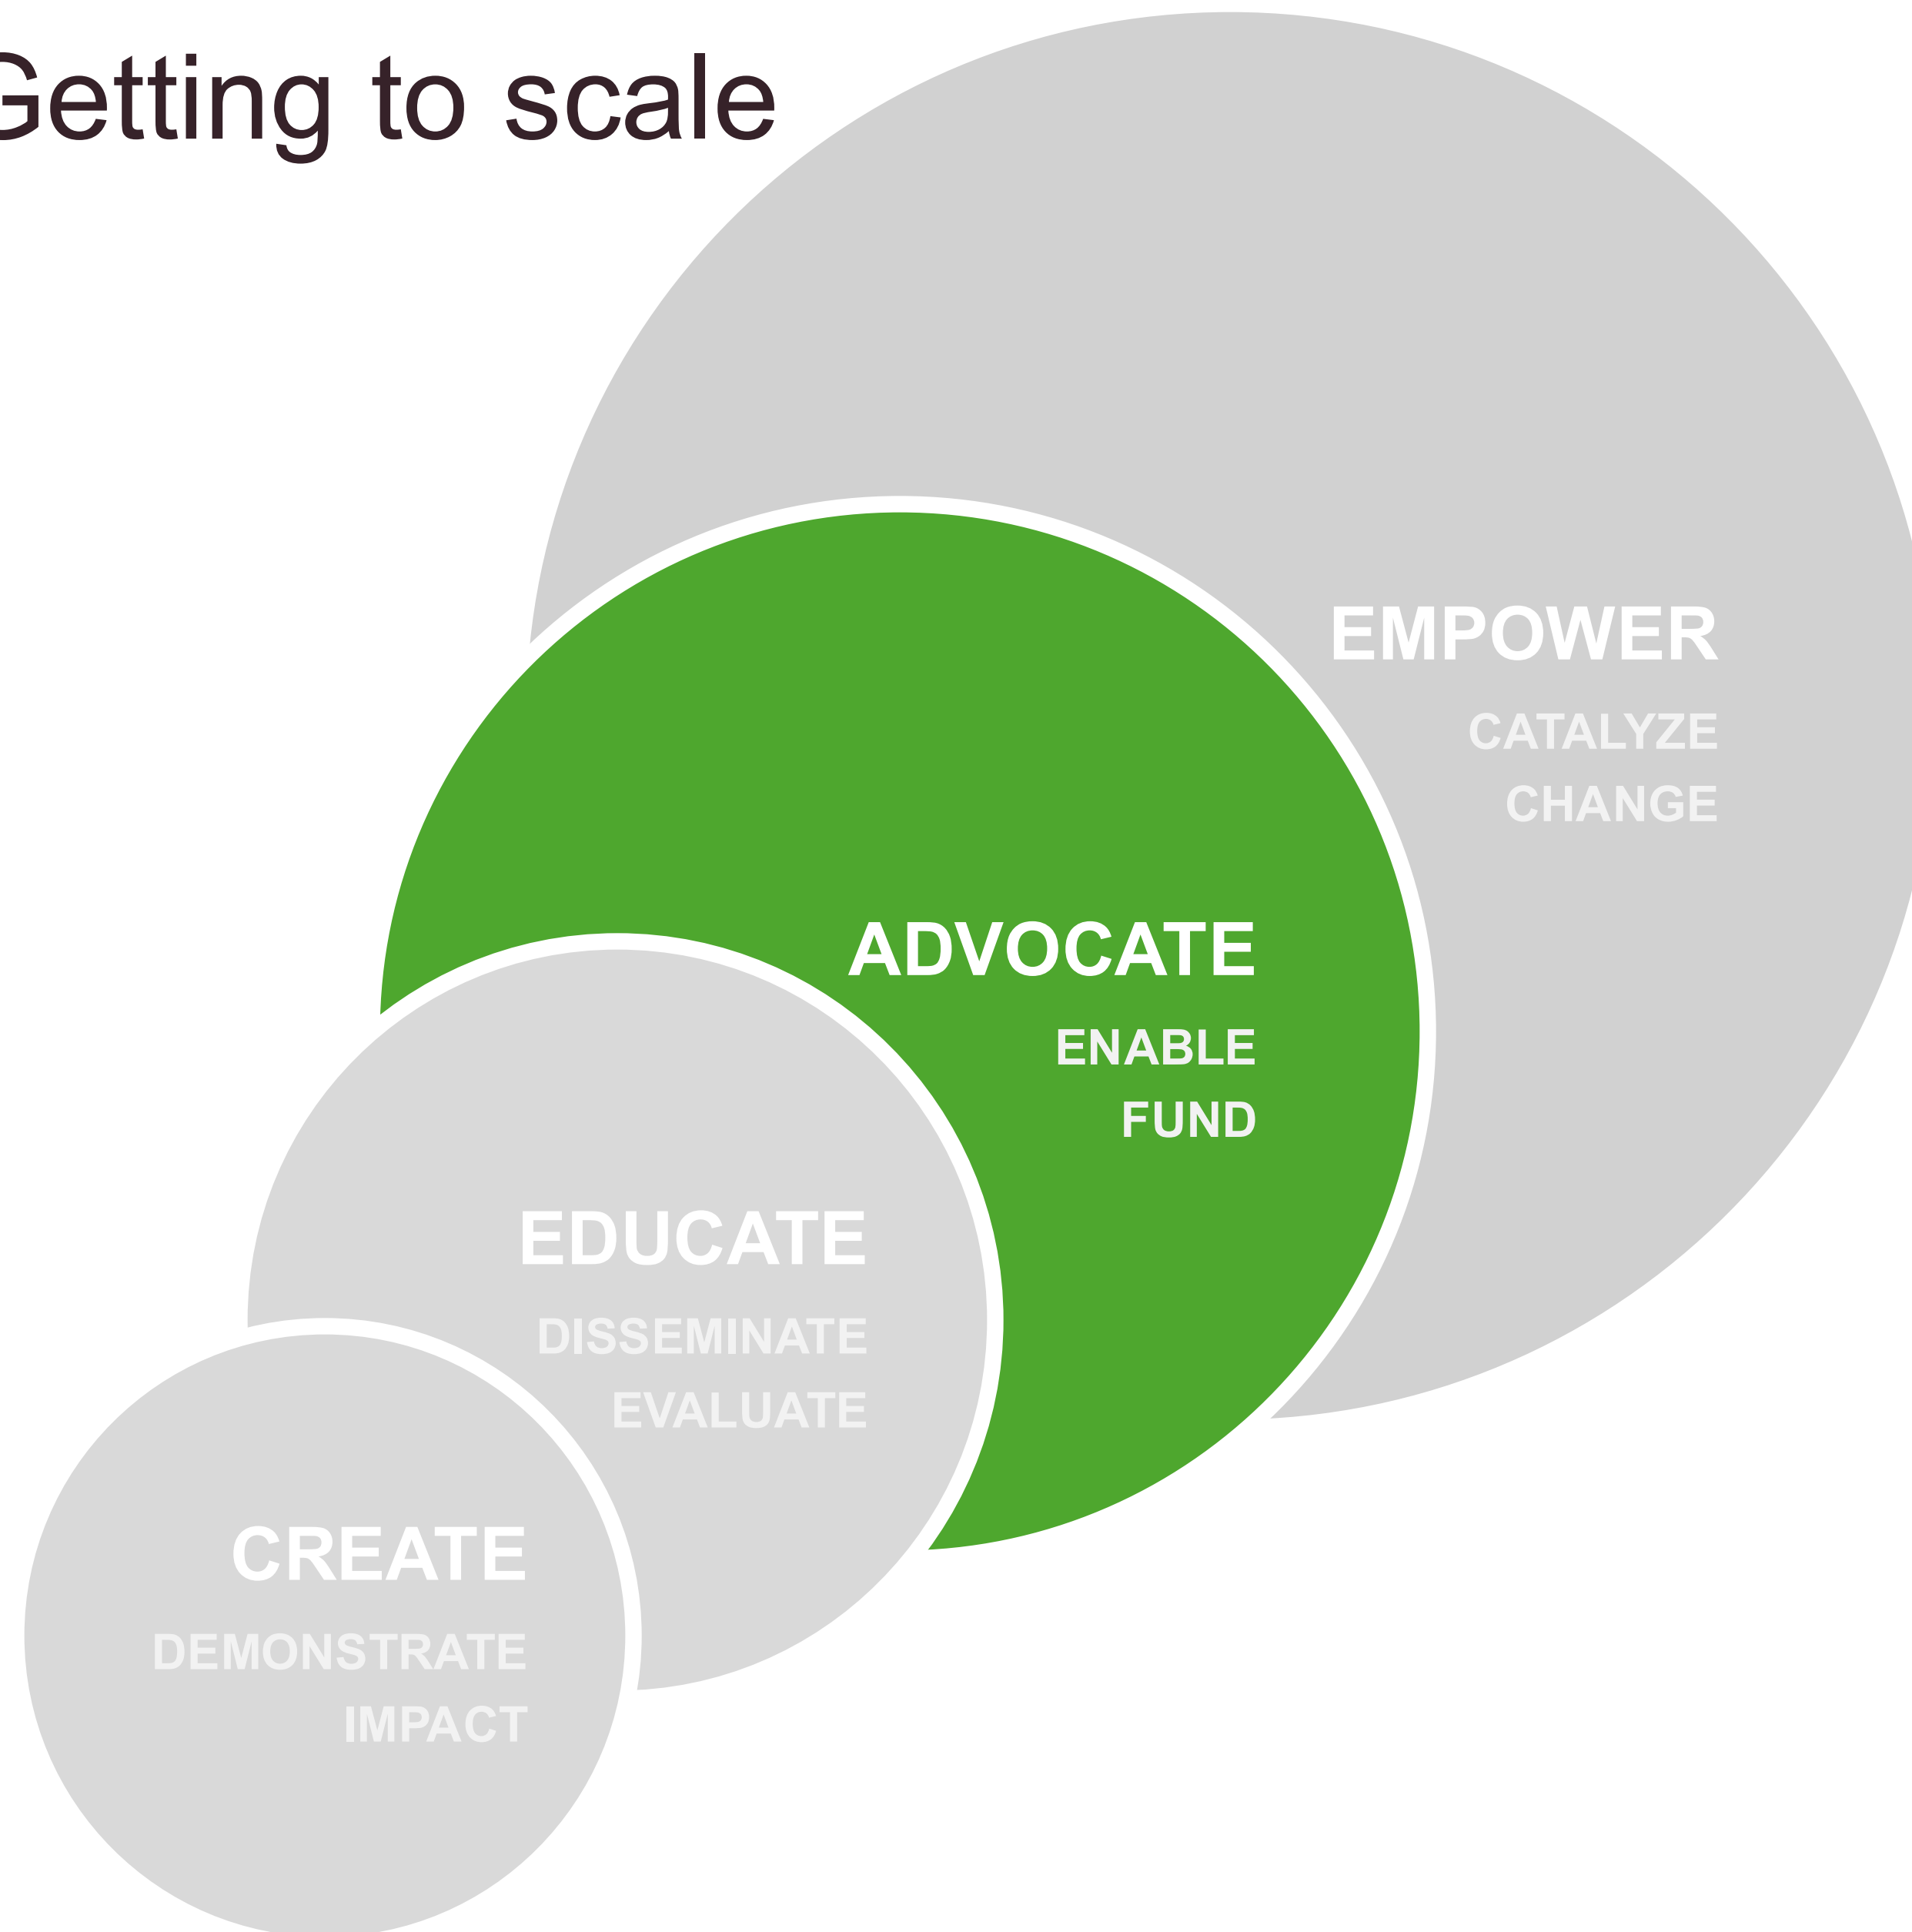 Getting to scale
EMPOWER
CATALYZE
CHANGE
ADVOCATE
ENABLE
FUND
EDUCATE
DISSEMINATE
EVALUATE
CREATE
DEMONSTRATE
IMPACT